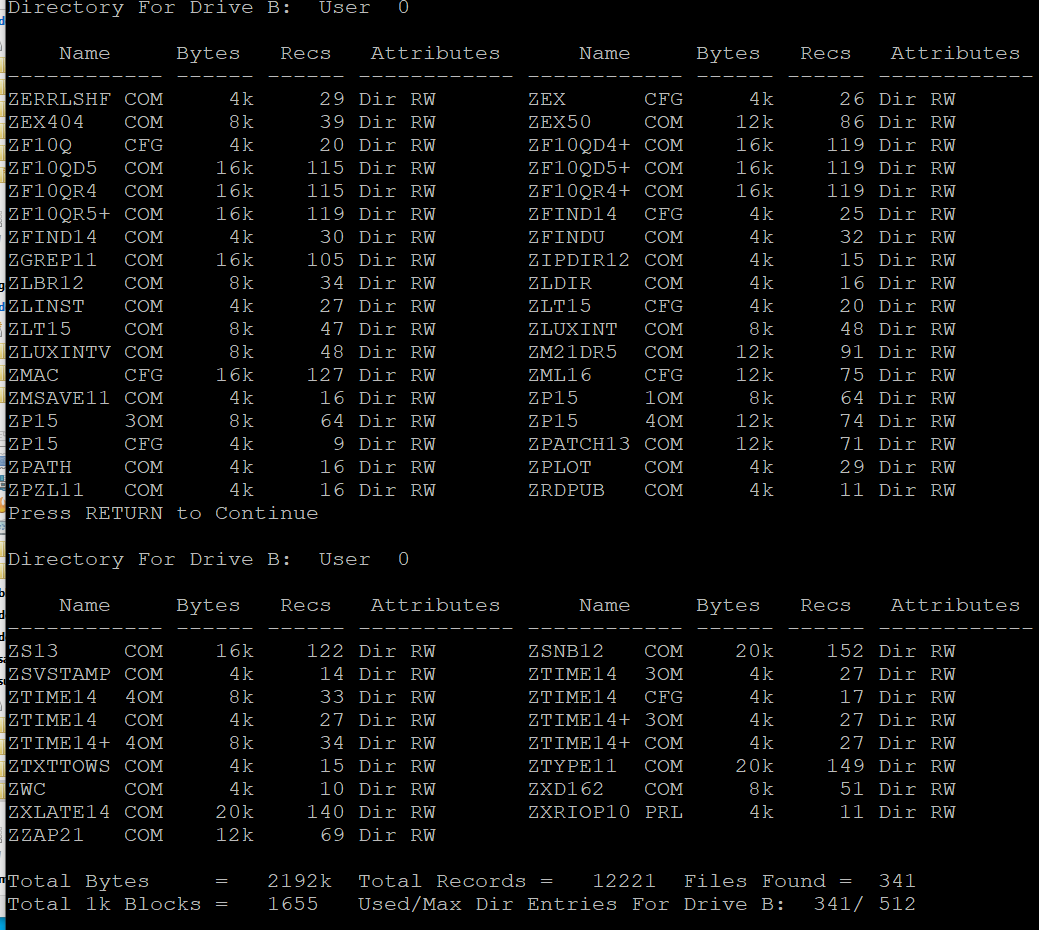 Directory For Drive B:  User  0
    Name     Bytes   Recs   Attributes      Name     Bytes   Recs   Attributes
------------ ------ ------ ------------ ------------ ------ ------ ------------
ZERRLSHF COM     4k     29 Dir RW       ZEX      CFG     4k     26 Dir RW
ZEX404   COM     8k     39 Dir RW       ZEX50    COM    12k     86 Dir RW
ZF10Q    CFG     4k     20 Dir RW       ZF10QD4+ COM    16k    119 Dir RW
ZF10QD5  COM    16k    115 Dir RW       ZF10QD5+ COM    16k    119 Dir RW
ZF10QR4  COM    16k    115 Dir RW       ZF10QR4+ COM    16k    119 Dir RW
ZF10QR5+ COM    16k    119 Dir RW       ZFIND14  CFG     4k     25 Dir RW
ZFIND14  COM     4k     30 Dir RW       ZFINDU   COM     4k     32 Dir RW
ZGREP11  COM    16k    105 Dir RW       ZIPDIR12 COM     4k     15 Dir RW
ZLBR12   COM     8k     34 Dir RW       ZLDIR    COM     4k     16 Dir RW
ZLINST   COM     4k     27 Dir RW       ZLT15    CFG     4k     20 Dir RW
ZLT15    COM     8k     47 Dir RW       ZLUXINT  COM     8k     48 Dir RW
ZLUXINTV COM     8k     48 Dir RW       ZM21DR5  COM    12k     91 Dir RW
ZMAC     CFG    16k    127 Dir RW       ZML16    CFG    12k     75 Dir RW
ZMSAVE11 COM     4k     16 Dir RW       ZP15     1OM     8k     64 Dir RW
ZP15     3OM     8k     64 Dir RW       ZP15     4OM    12k     74 Dir RW
ZP15     CFG     4k      9 Dir RW       ZPATCH13 COM    12k     71 Dir RW
ZPATH    COM     4k     16 Dir RW       ZPLOT    COM     4k     29 Dir RW
ZPZL11   COM     4k     16 Dir RW       ZRDPUB   COM     4k     11 Dir RW
Press RETURN to Continue
Directory For Drive B:  User  0
    Name     Bytes   Recs   Attributes      Name     Bytes   Recs   Attributes
------------ ------ ------ ------------ ------------ ------ ------ ------------
ZS13     COM    16k    122 Dir RW       ZSNB12   COM    20k    152 Dir RW
ZSVSTAMP COM     4k     14 Dir RW       ZTIME14  3OM     4k     27 Dir RW
ZTIME14  4OM     8k     33 Dir RW       ZTIME14  CFG     4k     17 Dir RW
ZTIME14  COM     4k     27 Dir RW       ZTIME14+ 3OM     4k     27 Dir RW
ZTIME14+ 4OM     8k     34 Dir RW       ZTIME14+ COM     4k     27 Dir RW
ZTXTTOWS COM     4k     15 Dir RW       ZTYPE11  COM    20k    149 Dir RW
ZWC      COM     4k     10 Dir RW       ZXD162   COM     8k     51 Dir RW
ZXLATE14 COM    20k    140 Dir RW       ZXRIOP10 PRL     4k     11 Dir RW
ZZAP21   COM    12k     69 Dir RW
Total Bytes     =   2192k  Total Records =   12221  Files Found =  341
Total 1k Blocks =   1655   Used/Max Dir Entries For Drive B:  341/ 512